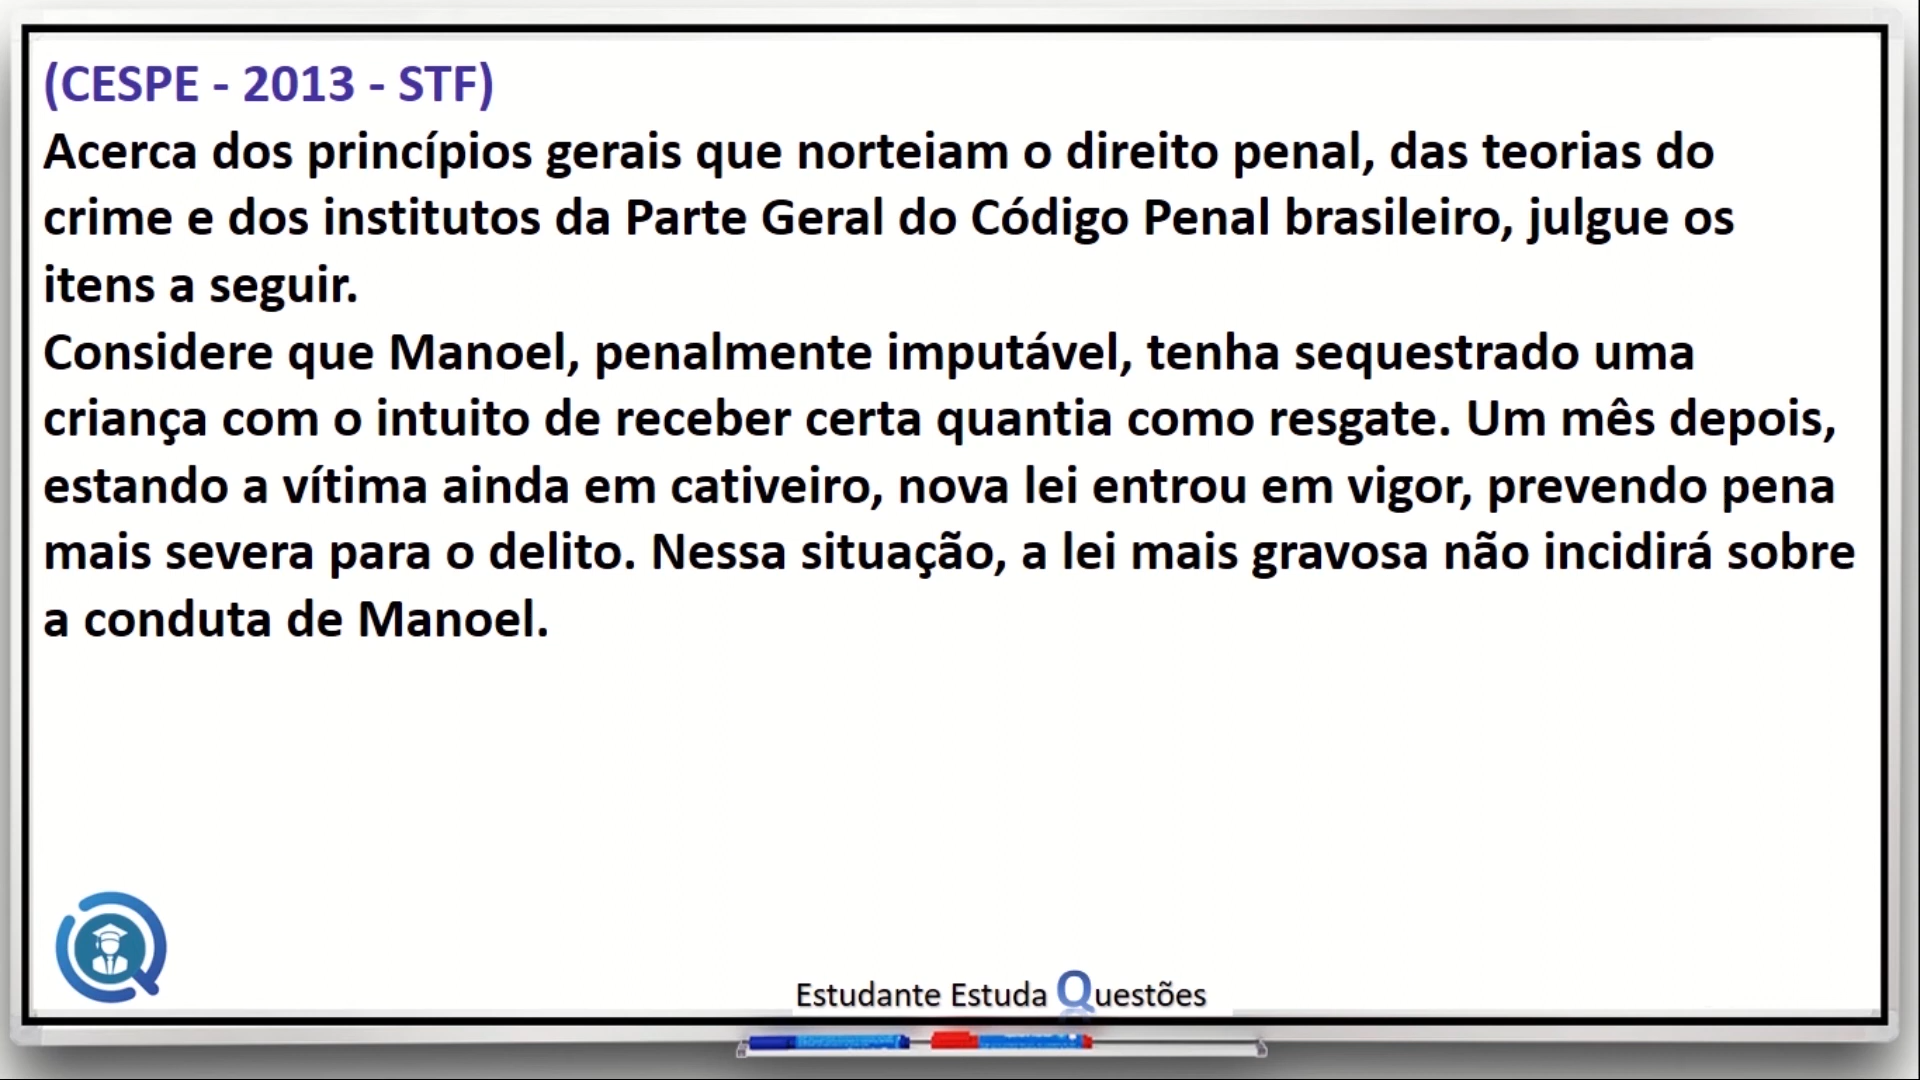 (CESPE - 2013 - STF)
Acerca dos princípios gerais que norteiam o direito penal, das teorias do
crime e dos institutos da Parte Geral do Código Penal brasileiro, julgue os
itens a seguir.
Considere que Manoel, penalmente imputável, tenha sequestrado uma
criança com o intuito de receber certa quantia como resgate. Um mês depois,
estando a vítima ainda em cativeiro, nova lei entrou em vigor, prevendo pena
mais severa para o delito. Nessa situação, a lei mais gravosa não incidirá sobre
a conduta de Manoel.
Estudante Estuda Questões